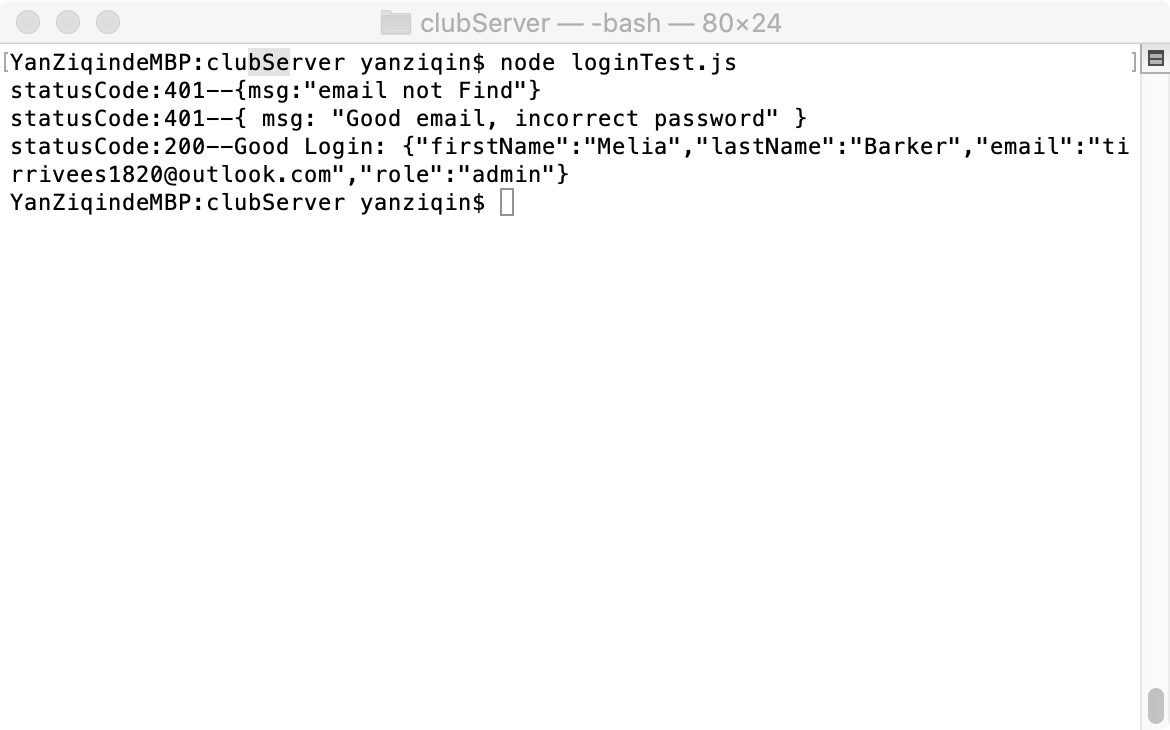 clubServer — -bash — 80×24
[YanZiqindeMBP:clubServer yanziqin$ node loginTest.js ]
statusCode:401--{msg:"email not Find"}
statusCode:401--{ msg: "Good email, incorrect password" }
statusCode:200--Good Login: {"firstName":"Melia","lastName":"Barker","email":"ti
rrivees1820@outlook.com","role":"admin"}
YanZiqindeMBP:clubServer yanziqin$